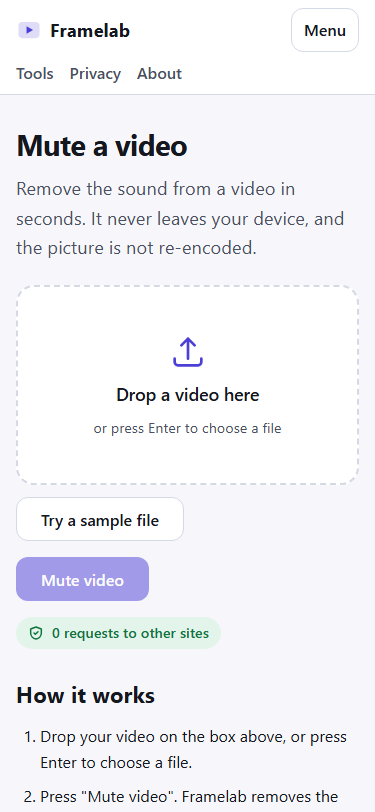 Framelab
Menu
Tools Privacy About
Mute a video
Remove the sound from a video in
seconds. It never leaves your device, and
the picture is not re-encoded.
Drop a video here
or press Enter to choose a file
Try a sample file
Mute video
0 requests to other sites
How it works
1. Drop your video on the box above, or press
Enter to choose a file.
2. Press "Mute video". Framelab removes the